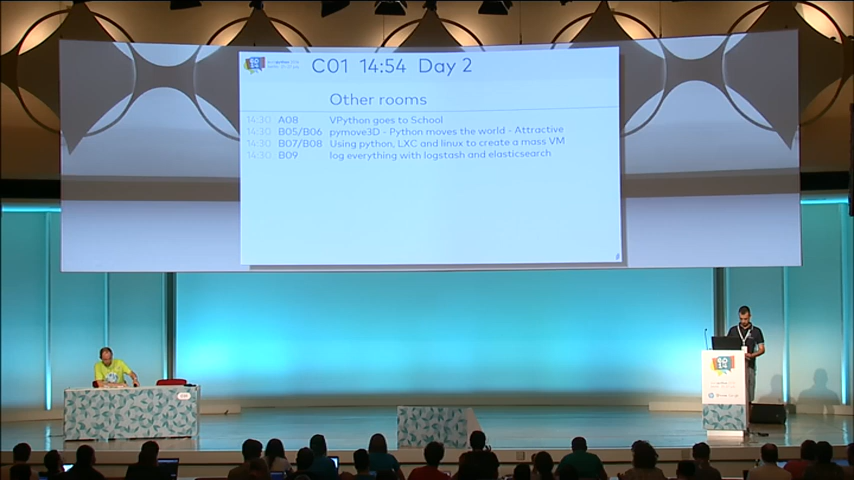 C01 14:54 Day 2
Other rooms
14:30 A08 VPython goes to School
14:30 B05/B06 pymove3D - Python moves the world - Attractive
14:30 B07/B08 Using python, LXC and linux to create a mass VM
14:30 B09 log everything with logstash and elasticsearch